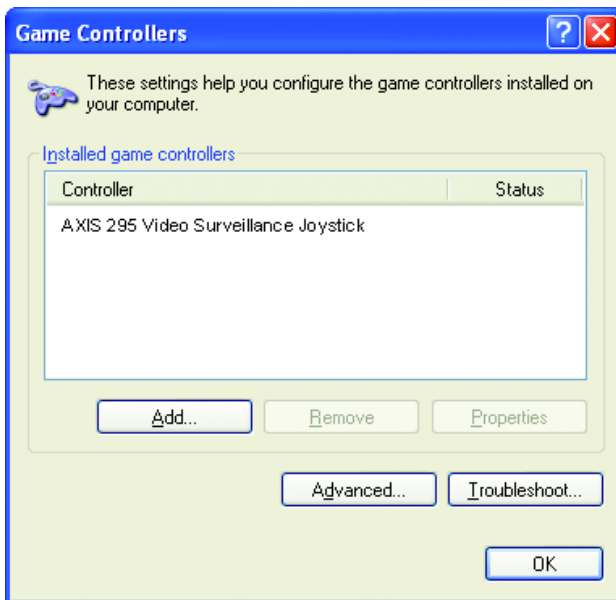 Game Controllers
These settings help you configure the game controllers installed on
your computer.
Installed game controllers
Controller Status
AXIS 295 Video Surveillance Joystick
Add... Remove Properties
Advanced... Troubleshoot...
OK